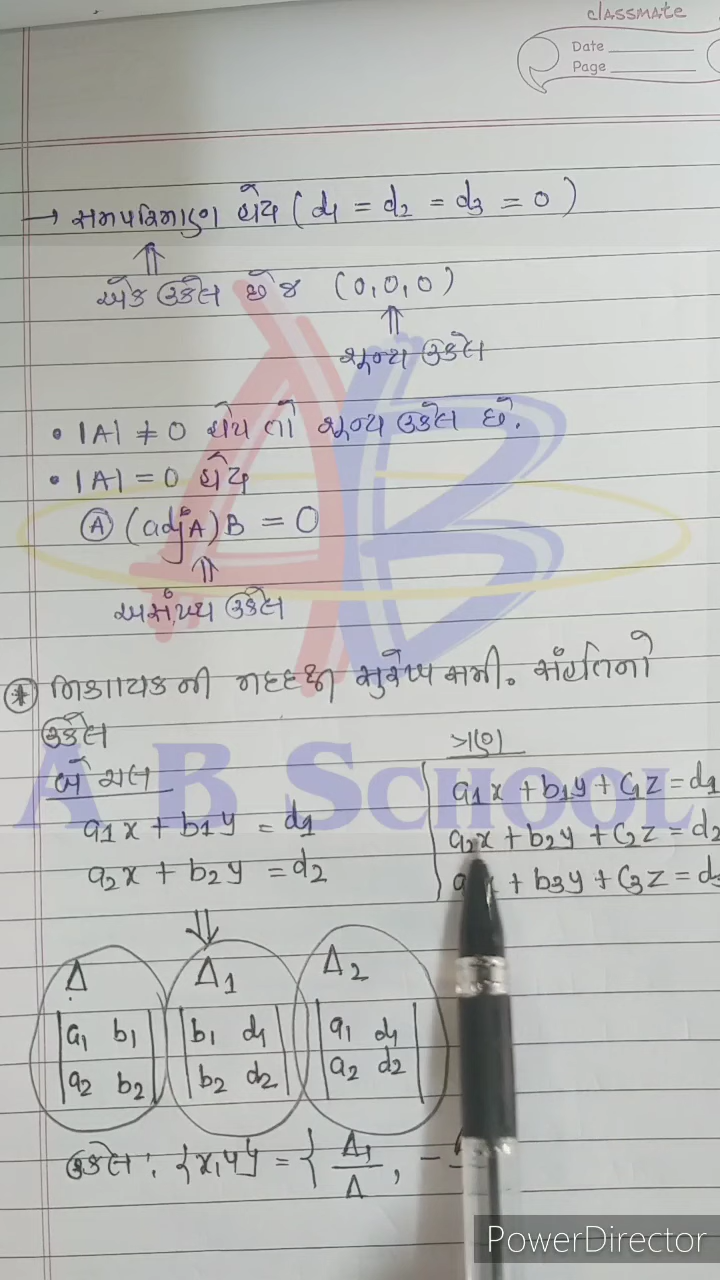 classmate
Date
Page
→ સમપરિમાણ હોય ( d1 = d2 = d3 = 0 )
⇑
એક ઉકેલ છે જ (0,0,0)
⇑
શૂન્ય ઉકેલ
• |A| ≠ 0 હોય તો શૂન્ય ઉકેલ છે.
• |A| = 0 હોય
Ⓐ (adjA)B = 0
⇑
અસંખ્ય ઉકેલ
* નિશ્ચાયકની મદદથી સુરેખ સમી. સંહતિનો
ઉકેલ
બે ચલ
a1x + b1y = d1
a2x + b2y = d2
ત્રણ
a1x + b1y + c1z = d1
a2x + b2y + c2z = d2
+ b3y + c3z = d3
⇓
Δ Δ1 Δ2
|a1 b1| |b1 d1| |a1 d1|
|a2 b2| |b2 d2| |a2 d2|
ઉકેલ : {x,y} = { Δ1/Δ , -
A B SCHOOL
PowerDirector